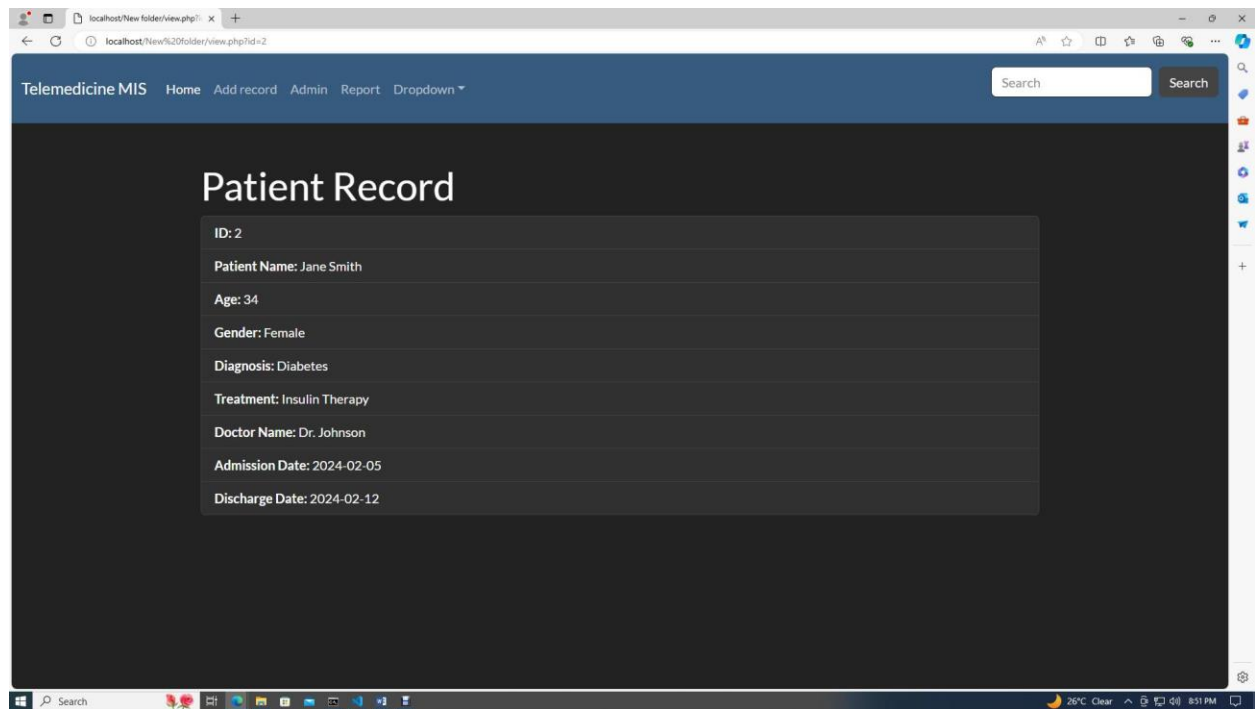 localhost/New folder/view.php?i
localhost/New%20folder/view.php?id=2
Telemedicine MIS Home Add record Admin Report Dropdown
Search Search
Patient Record
ID: 2
Patient Name: Jane Smith
Age: 34
Gender: Female
Diagnosis: Diabetes
Treatment: Insulin Therapy
Doctor Name: Dr. Johnson
Admission Date: 2024-02-05
Discharge Date: 2024-02-12
Search 26°C Clear 8:51 PM